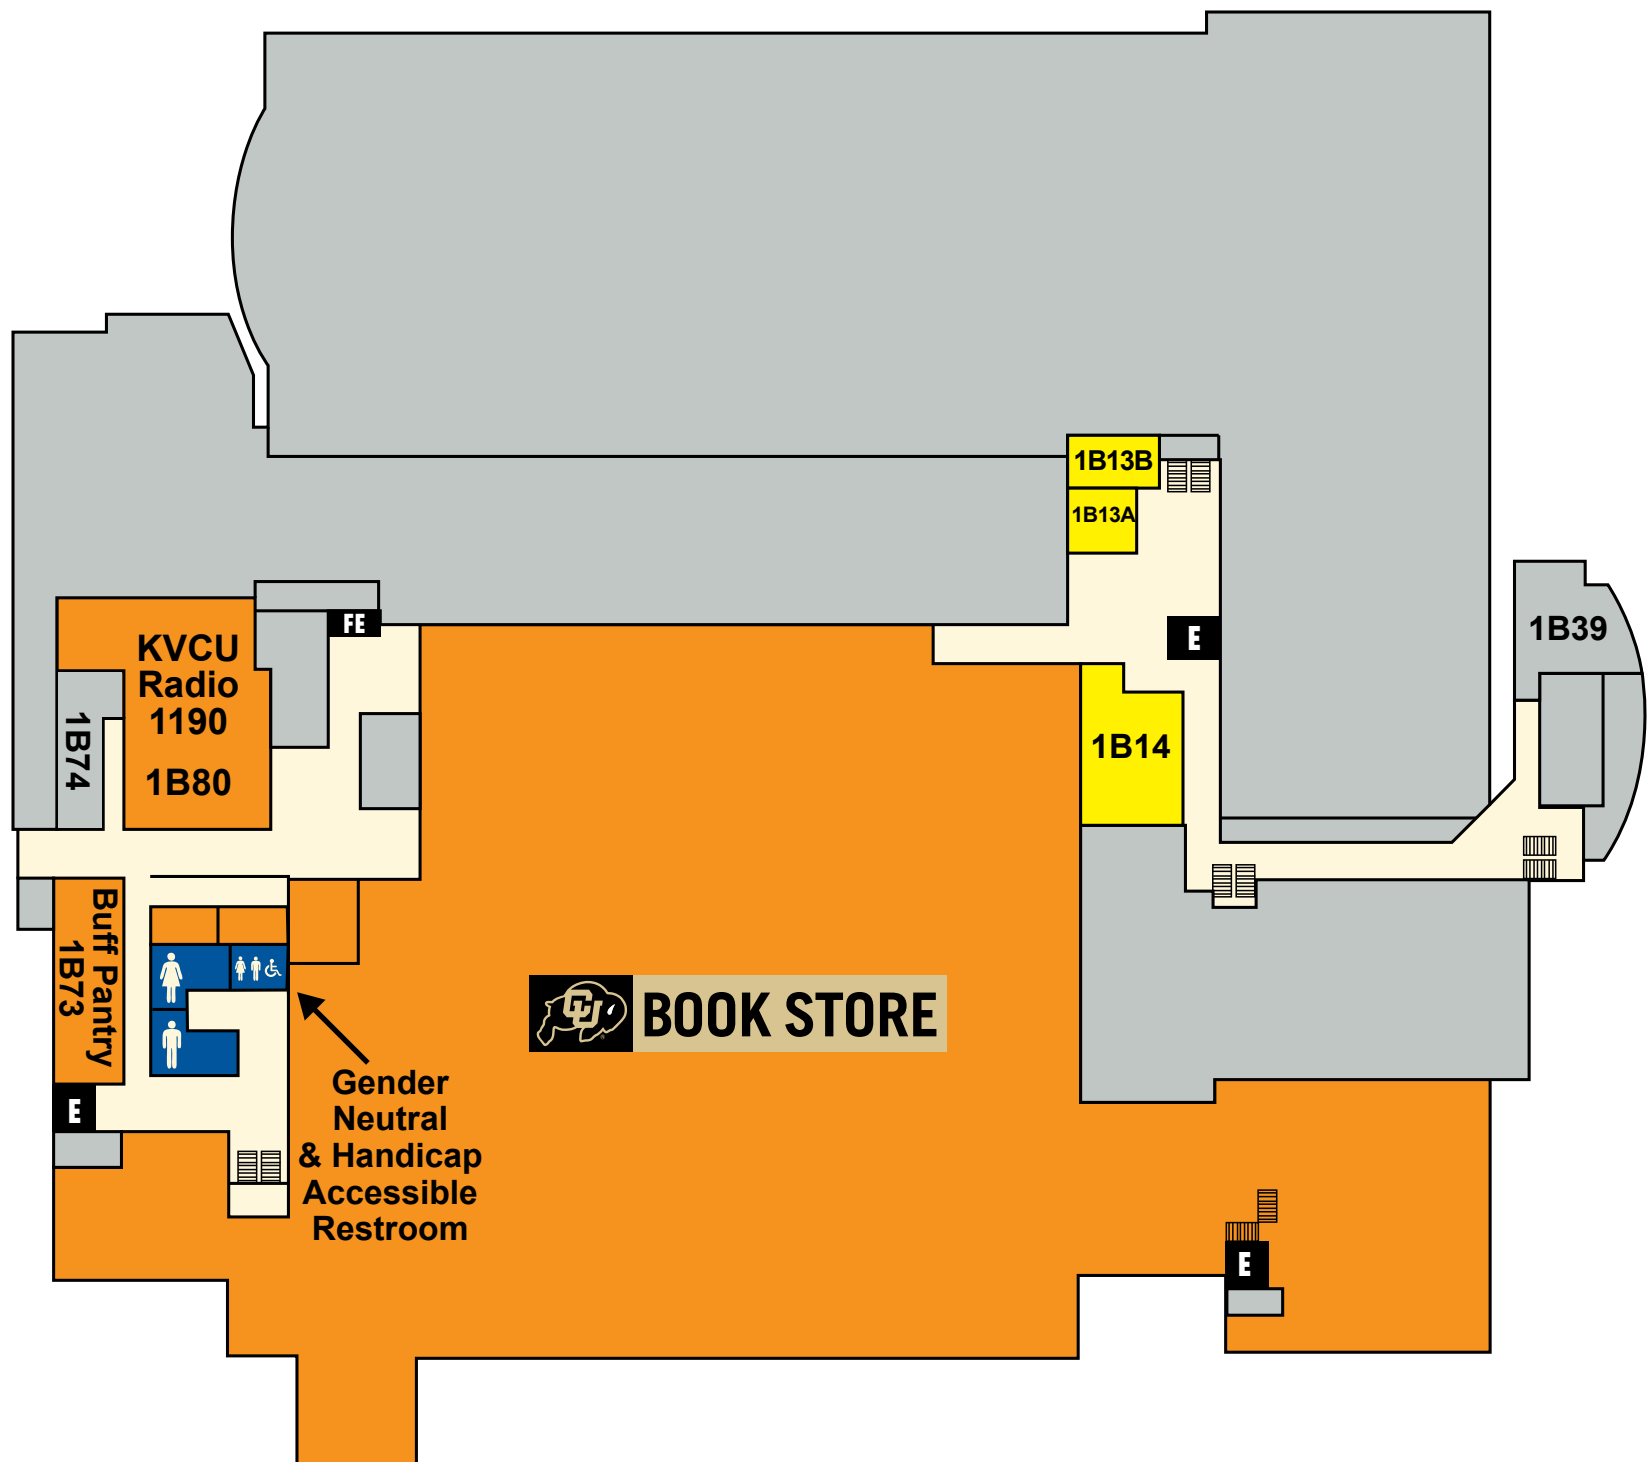 1B13B
1B13A
FE
E
1B39
KVCU
Radio
1190
1B80
1B74
1B14
Buff Pantry
1B73
CU
BOOK STORE
Gender
Neutral
& Handicap
Accessible
Restroom
E
E